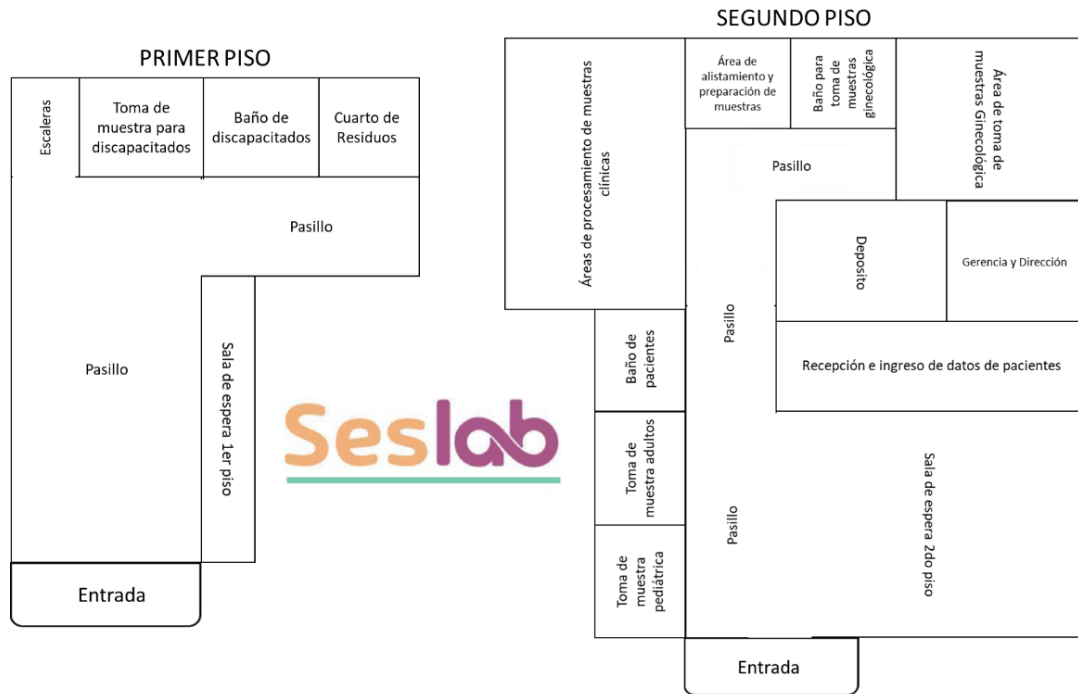 PRIMER PISO
Escaleras
Toma de
muestra para
discapacitados
Baño de
discapacitados
Cuarto de
Residuos
Pasillo
Pasillo
Sala de espera 1er piso
Entrada
Seslab
SEGUNDO PISO
Áreas de procesamiento de muestras
clínicas
Área de
alistamiento y
preparación de
muestras
Baño para
toma de
muestras
ginecológica
Área de toma de
muestras Ginecológica
Pasillo
Deposito
Gerencia y Dirección
Pasillo
Baño de
pacientes
Recepción e ingreso de datos de pacientes
Toma de
muestra adultos
Pasillo
Sala de espera 2do piso
Toma de
muestra
pediátrica
Entrada